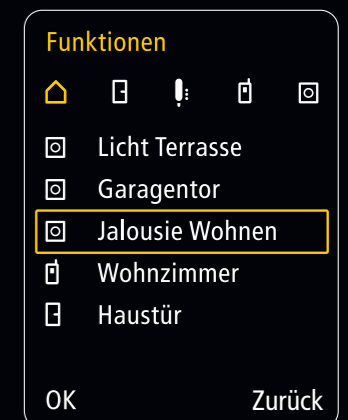 Funktionen
Licht Terrasse
Garagentor
Jalousie Wohnen
Wohnzimmer
Haustür
OK Zurück